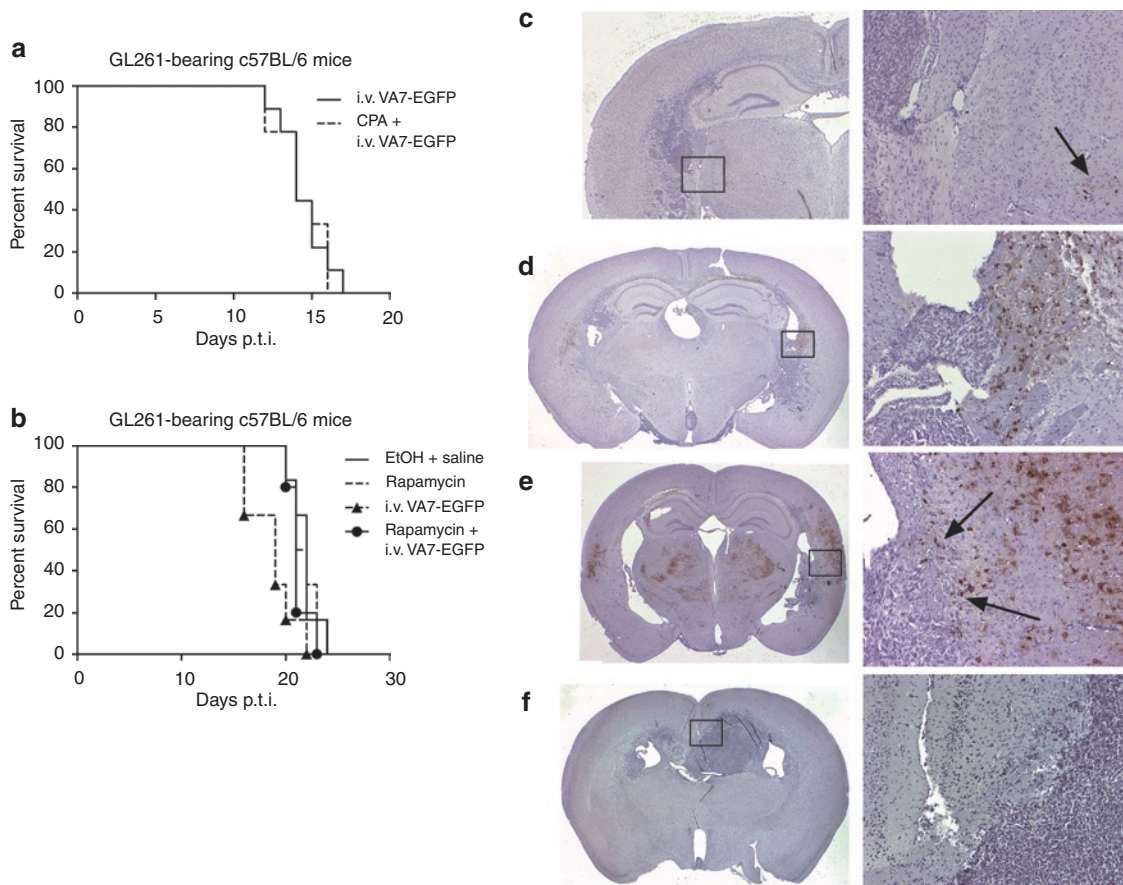 a
GL261-bearing c57BL/6 mice
100
80
60
40
20
0
Percent survival
0 5 10 15 20
Days p.t.i.
i.v. VA7-EGFP
CPA +
i.v. VA7-EGFP
b
GL261-bearing c57BL/6 mice
100
80
60
40
20
0
Percent survival
0 10 20 30
Days p.t.i.
EtOH + saline
Rapamycin
i.v. VA7-EGFP
Rapamycin +
i.v. VA7-EGFP
c
d
e
f